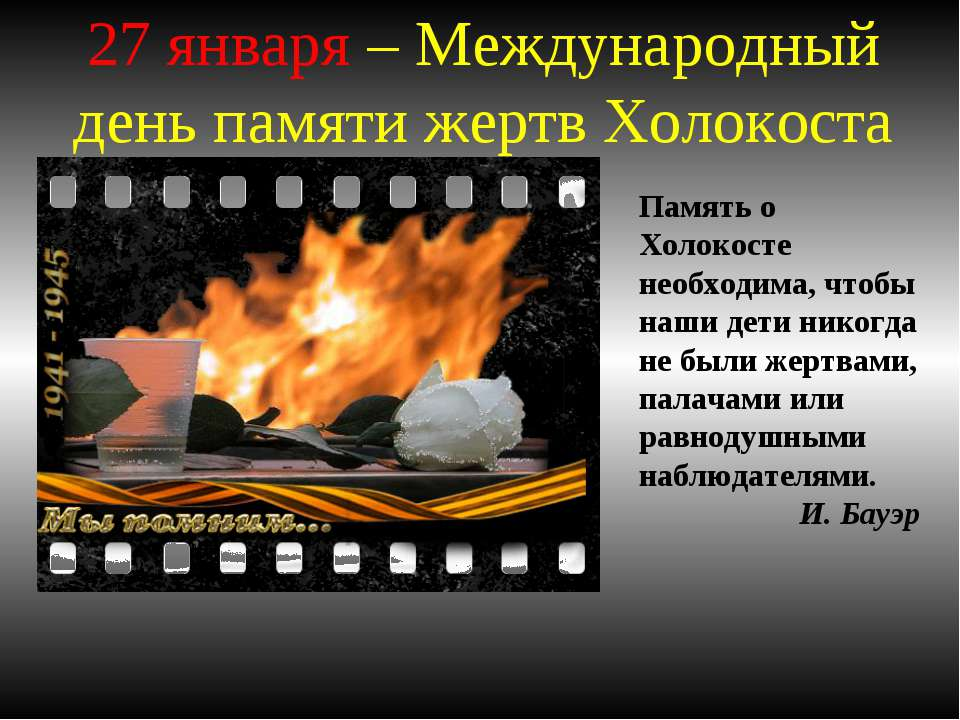 27 января – Международный
день памяти жертв Холокоста
1941 - 1945
Мы помним...
Память о
Холокосте
необходима, чтобы
наши дети никогда
не были жертвами,
палачами или
равнодушными
наблюдателями.
И. Бауэр